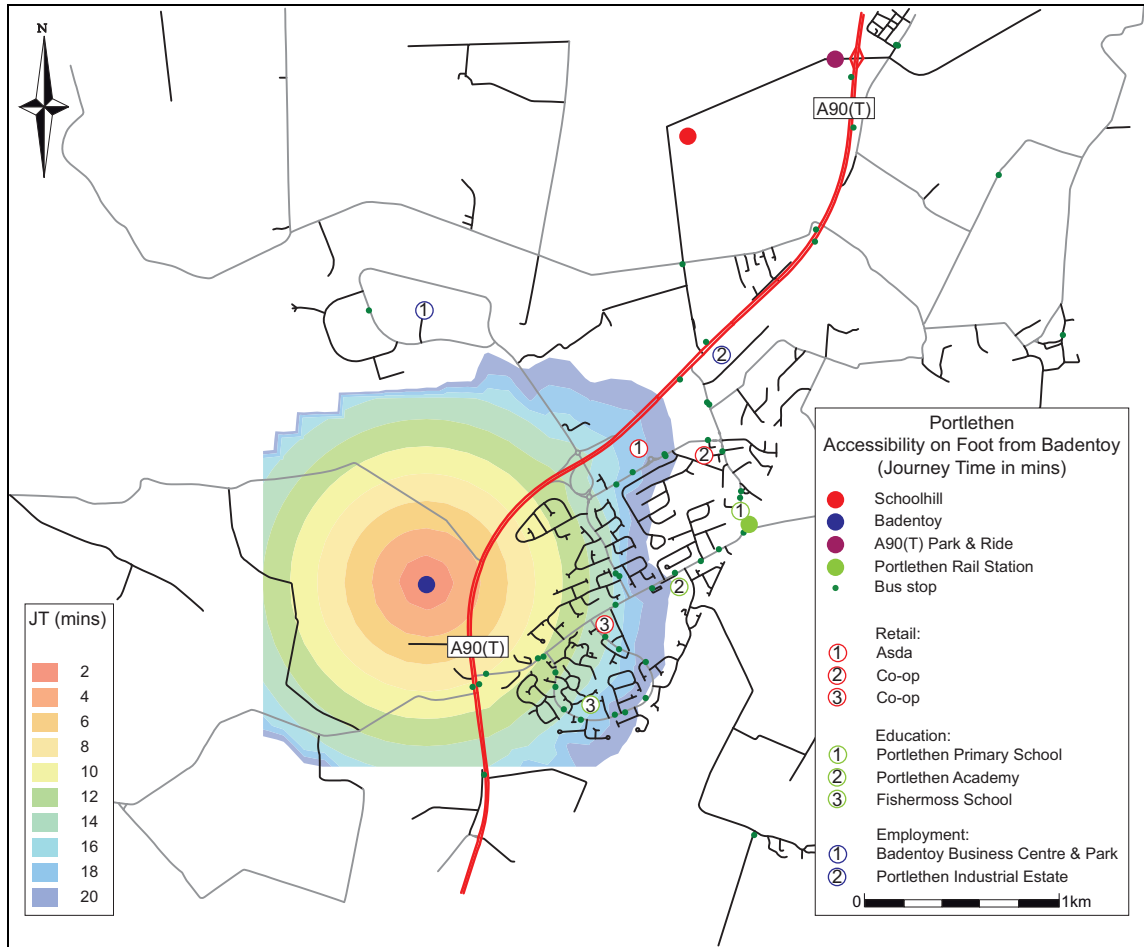 N
A90(T)
1
2
1
2
1
2
3
A90(T)
3
Portlethen
Accessibility on Foot from Badentoy
(Journey Time in mins)
Schoolhill
Badentoy
A90(T) Park & Ride
Portlethen Rail Station
Bus stop
Retail:
1 Asda
2 Co-op
3 Co-op
Education:
1 Portlethen Primary School
2 Portlethen Academy
3 Fishermoss School
Employment:
1 Badentoy Business Centre & Park
2 Portlethen Industrial Estate
0 1km
JT (mins)
2
4
6
8
10
12
14
16
18
20